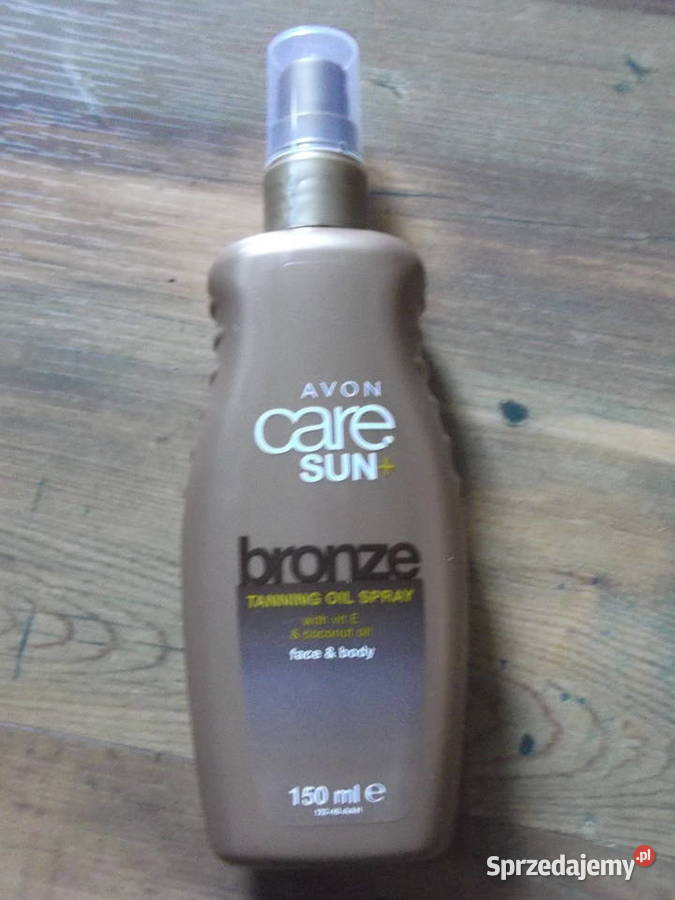 AVON
care
SUN+
bronze
TANNING OIL SPRAY
with vit E
& coconut oil
face & body
150 ml e
Sprzedajemy.pl